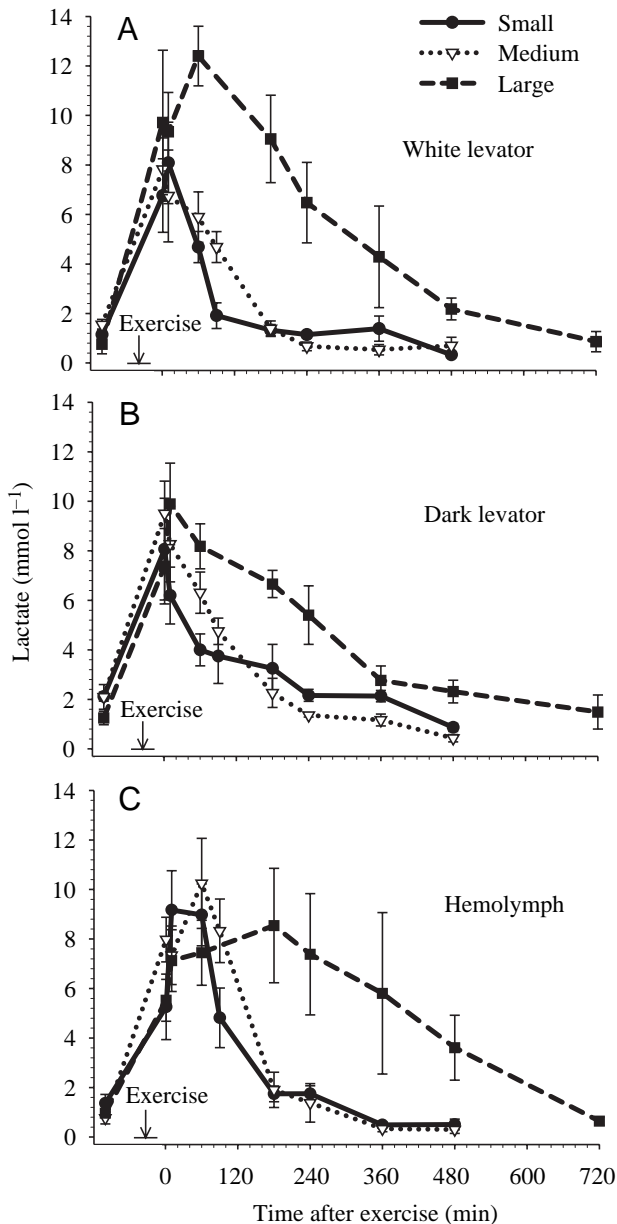 A
Small
Medium
Large
White levator
Exercise
14
12
10
8
6
4
2
0
B
Dark levator
Exercise
14
12
10
8
6
4
2
0
Lactate (mmol l⁻¹)
C
Hemolymph
Exercise
14
12
10
8
6
4
2
0
0 120 240 360 480 600 720
Time after exercise (min)